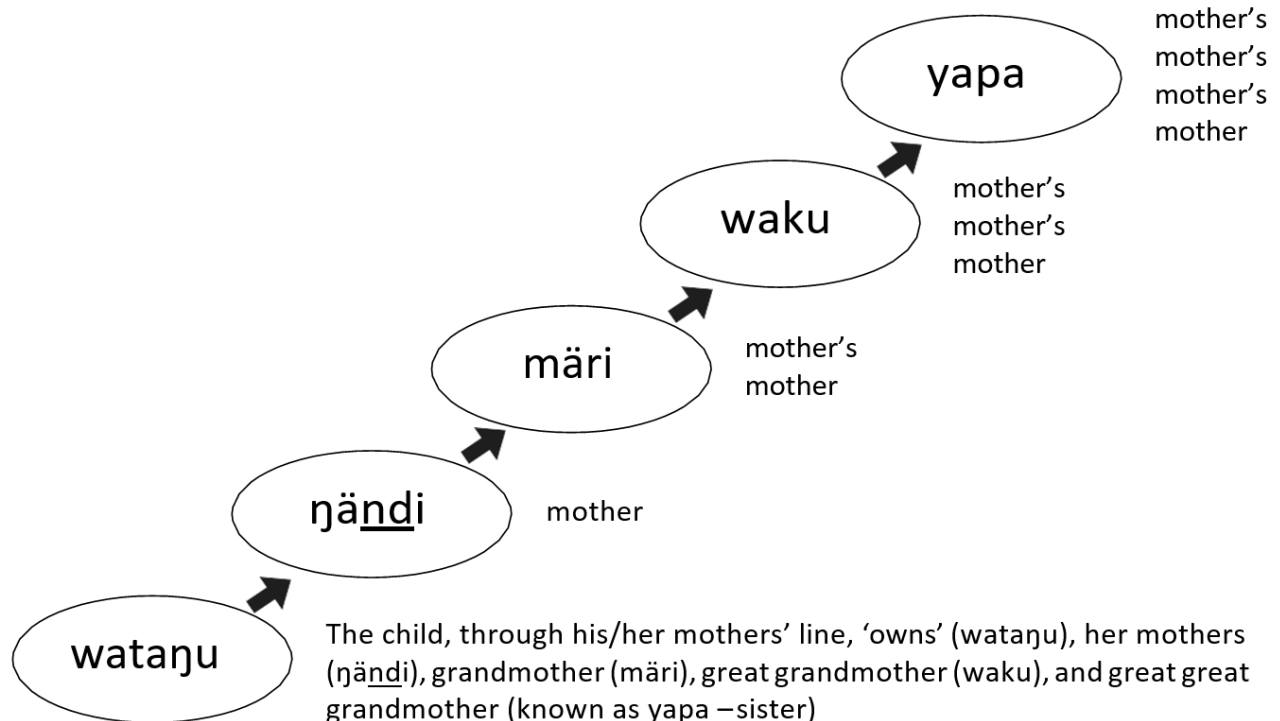 yapa
mother’s
mother’s
mother’s
mother
waku
mother’s
mother’s
mother
märi
mother’s
mother
ŋäṉḏi
mother
wataŋu
The child, through his/her mothers’ line, ‘owns’ (wataŋu), her mothers
(ŋäṉḏi), grandmother (märi), great grandmother (waku), and great great
grandmother (known as yapa –sister)